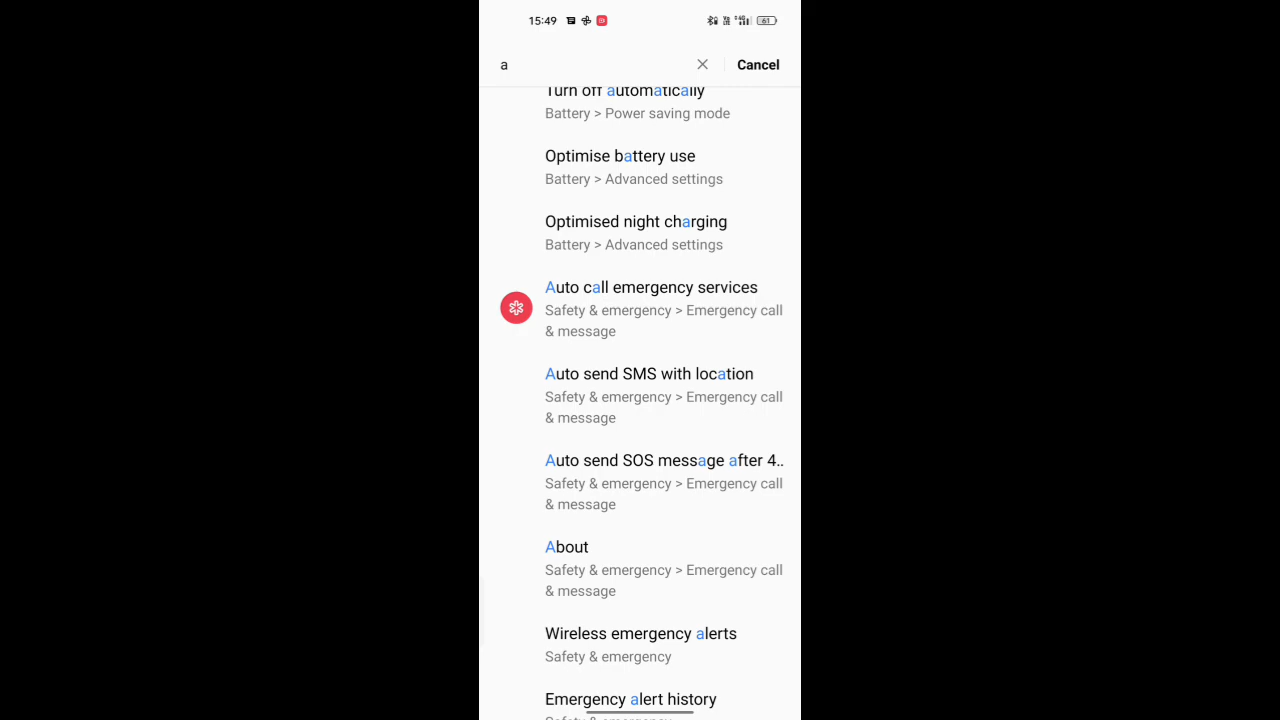 15:49
61
a
Cancel
Turn off automatically
Battery > Power saving mode
Optimise battery use
Battery > Advanced settings
Optimised night charging
Battery > Advanced settings
Auto call emergency services
Safety & emergency > Emergency call
& message
Auto send SMS with location
Safety & emergency > Emergency call
& message
Auto send SOS message after 4..
Safety & emergency > Emergency call
& message
About
Safety & emergency > Emergency call
& message
Wireless emergency alerts
Safety & emergency
Emergency alert history
Safety & emergency